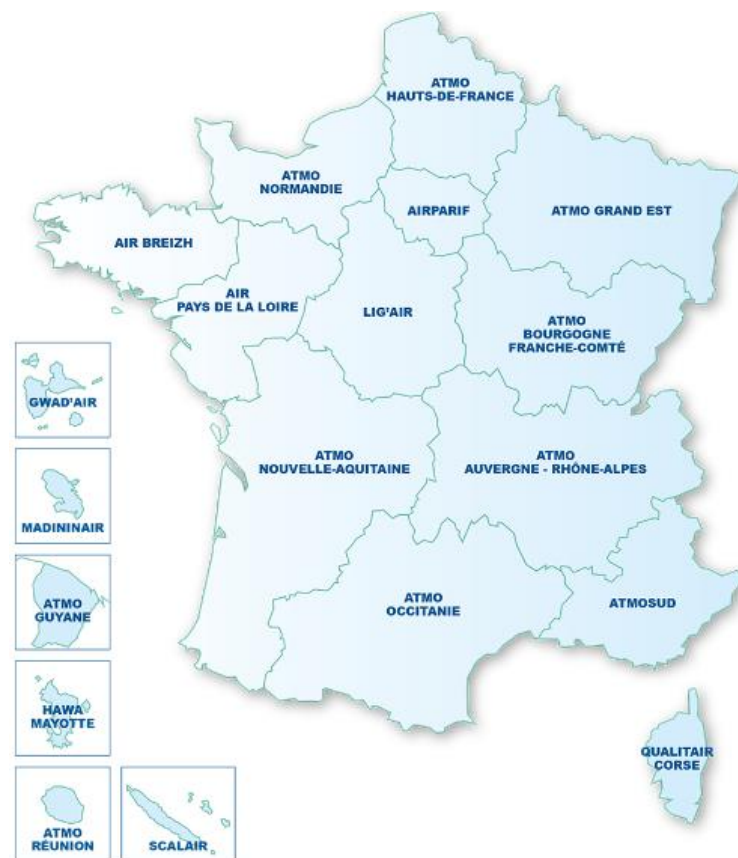 ATMO
HAUTS-DE-FRANCE
ATMO
NORMANDIE
AIRPARIF
ATMO GRAND EST
AIR BREIZH
AIR
PAYS DE LA LOIRE
LIG'AIR
ATMO
BOURGOGNE
FRANCHE-COMTÉ
GWAD'AIR
ATMO
NOUVELLE-AQUITAINE
ATMO
AUVERGNE - RHÔNE-ALPES
MADININAIR
ATMO
GUYANE
ATMO
OCCITANIE
ATMOSUD
HAWA
MAYOTTE
QUALITAIR
CORSE
ATMO
RÉUNION
SCALAIR